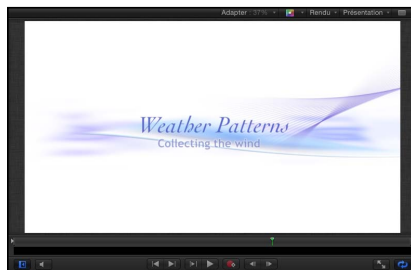 Adapter : 37%
Rendu
Présentation
Weather Patterns
Collecting the wind